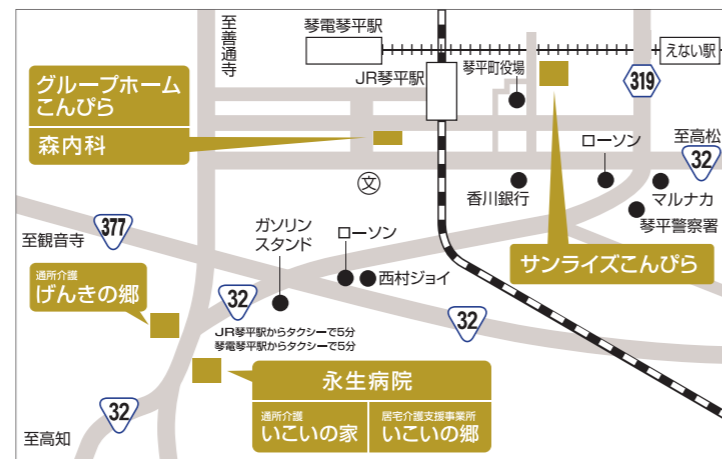 至善通寺
琴電琴平駅
えない駅
JR琴平駅
琴平町役場
319
グループホーム
こんぴら
森内科
至高松
32
ローソン
文
香川銀行
マルナカ
琴平警察署
377
至観音寺
ガソリン
スタンド
ローソン
西村ジョイ
サンライズこんぴら
通所介護
げんきの郷
32
32
JR琴平駅からタクシーで5分
琴電琴平駅からタクシーで5分
永生病院
通所介護
いこいの家
居宅介護支援事業所
いこいの郷
32
至高知